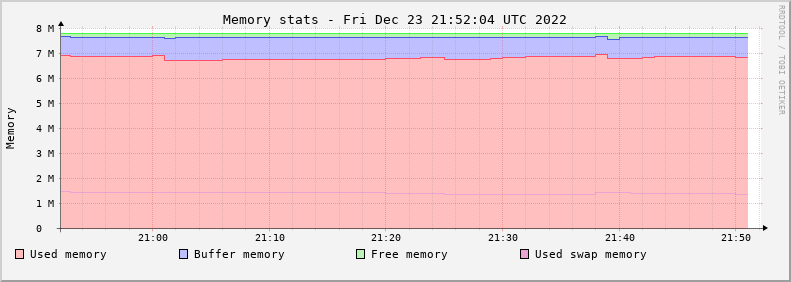 Memory stats - Fri Dec 23 21:52:04 UTC 2022
RRDTOOL / TOBI OETIKER
Memory
8 M
7 M
6 M
5 M
4 M
3 M
2 M
1 M
0
21:00 21:10 21:20 21:30 21:40 21:50
Used memory Buffer memory Free memory Used swap memory